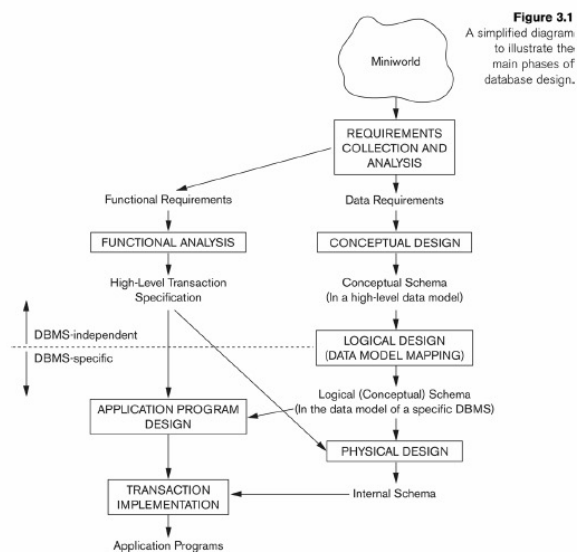 Figure 3.1
A simplified diagram
to illustrate the
main phases of
database design.
Miniworld
REQUIREMENTS
COLLECTION AND
ANALYSIS
Functional Requirements
Data Requirements
FUNCTIONAL ANALYSIS
CONCEPTUAL DESIGN
High-Level Transaction
Specification
Conceptual Schema
(In a high-level data model)
DBMS-independent
DBMS-specific
LOGICAL DESIGN
(DATA MODEL MAPPING)
Logical (Conceptual) Schema
(In the data model of a specific DBMS)
APPLICATION PROGRAM
DESIGN
PHYSICAL DESIGN
TRANSACTION
IMPLEMENTATION
Internal Schema
Application Programs